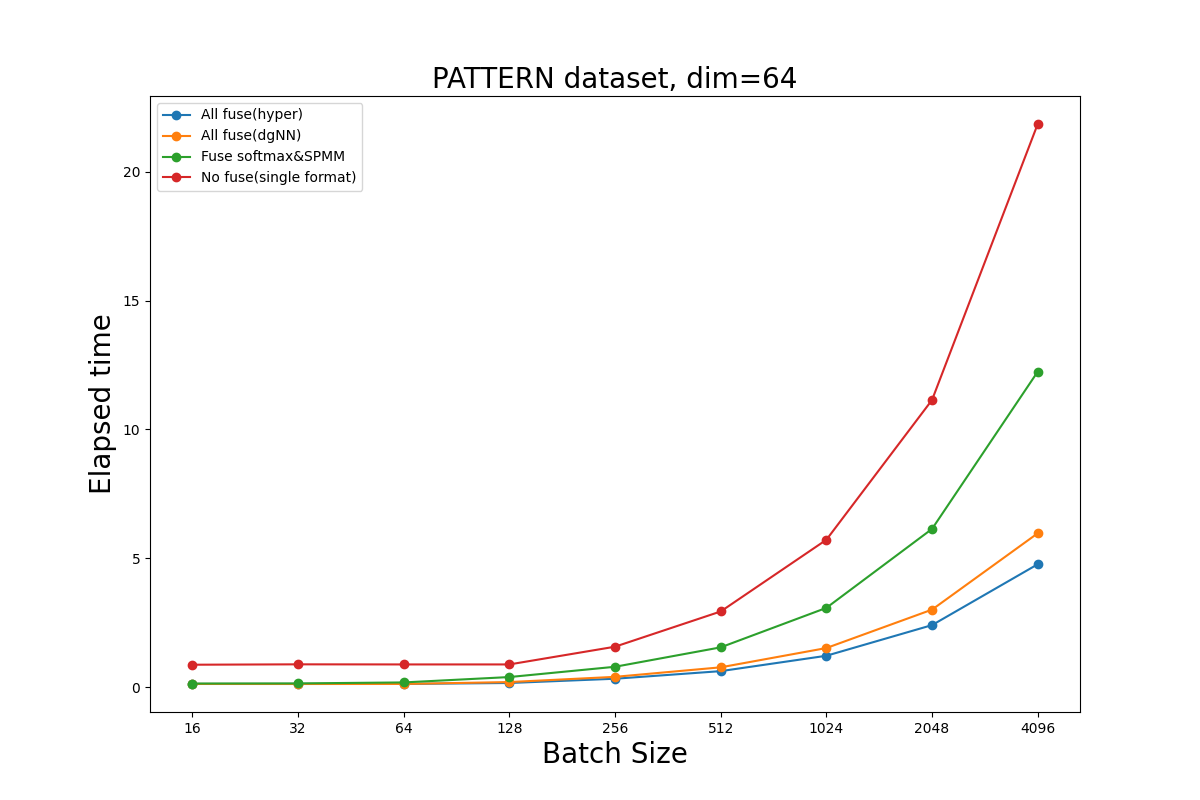 PATTERN dataset, dim=64
All fuse(hyper)
All fuse(dgNN)
Fuse softmax&SPMM
No fuse(single format)
Elapsed time
20
15
10
5
0
16 32 64 128 256 512 1024 2048 4096
Batch Size